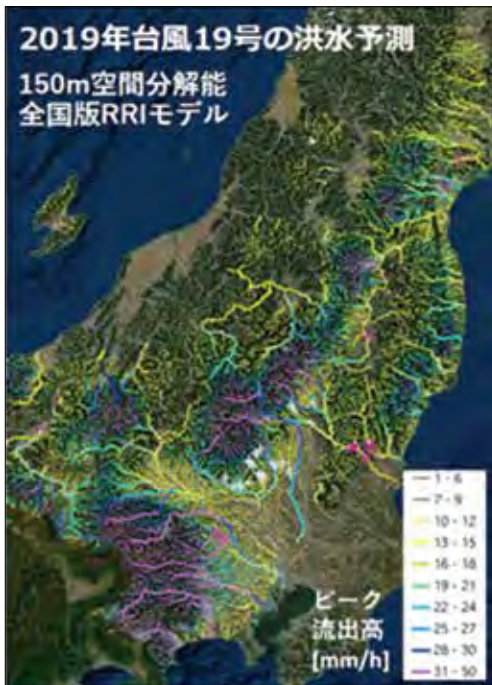 2019年台風19号の洪水予測
150m空間分解能
全国版RRIモデル
1 - 6
7 - 9
10 - 12
13 - 15
16 - 18
19 - 21
22 - 24
25 - 27
28 - 30
31 - 50
ピーク
流出高
[mm/h]